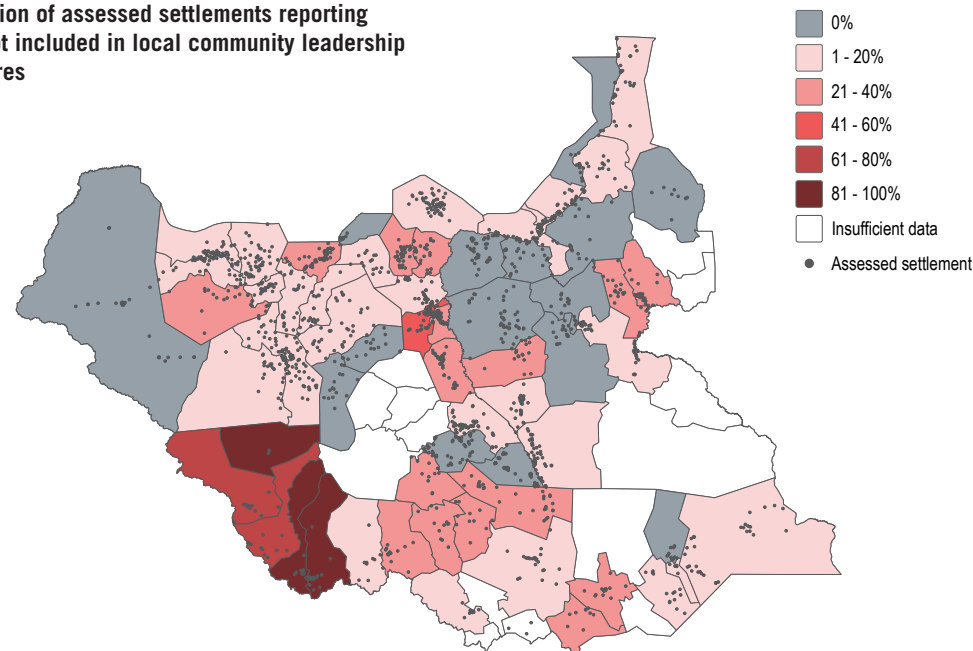 ion of assessed settlements reporting
t included in local community leadership
res
0%
1 - 20%
21 - 40%
41 - 60%
61 - 80%
81 - 100%
Insufficient data
Assessed settlement